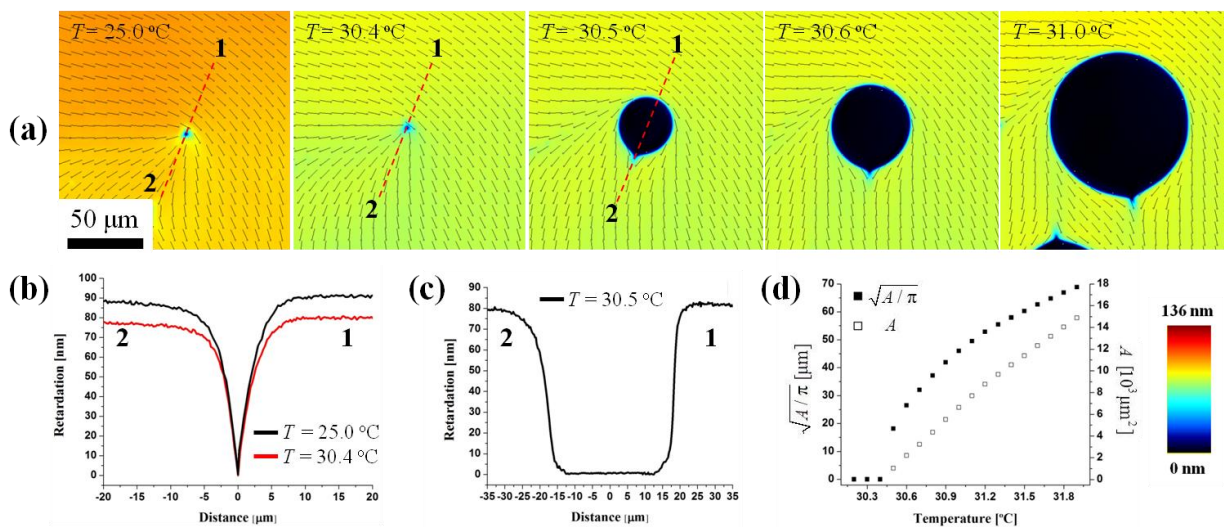 (a)
T = 25.0 °C
1
2
50 μm
T = 30.4 °C
1
2
T = 30.5 °C
1
2
T = 30.6 °C
T = 31.0 °C
(b)
Retardation [nm]
100
90
80
70
60
50
40
30
20
10
0
2
1
T = 25.0 °C
T = 30.4 °C
-20 -15 -10 -5 0 5 10 15 20
Distance [μm]
(c)
Retardation [nm]
100
90
80
70
60
50
40
30
20
10
0
T = 30.5 °C
2
1
-35 -30 -25 -20 -15 -10 -5 0 5 10 15 20 25 30 35
Distance [μm]
(d)
√A/π [μm]
70
60
50
40
30
20
10
0
√A/π
A
18
16
14
12
10
8
6
4
2
0
A [10³ μm²]
30.3 30.6 30.9 31.2 31.5 31.8
Temperature [ºC]
136 nm
0 nm